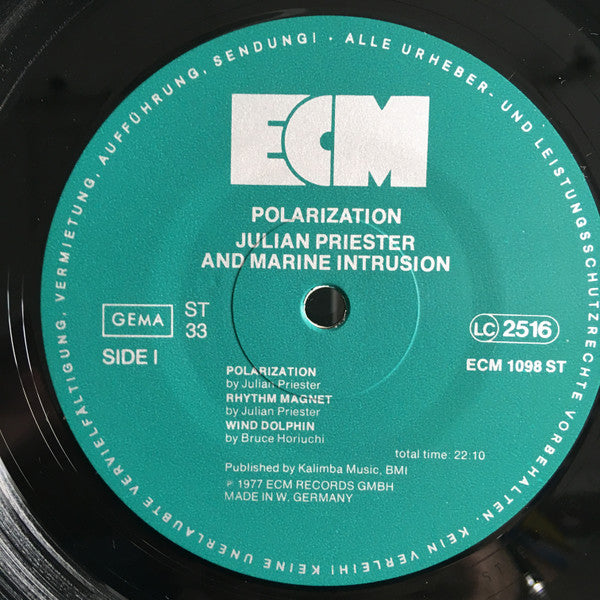 ALLE URHEBER- UND LEISTUNGSSCHUTZRECHTE VORBEHALTEN. KEIN VERLEIH! KEINE UNERLAUBTE VERVIELFÄLTIGUNG, VERMIETUNG, AUFFÜHRUNG, SENDUNG! ·
ECM
POLARIZATION
JULIAN PRIESTER
AND MARINE INTRUSION
GEMA
ST
33
SIDE I
LC 2516
ECM 1098 ST
POLARIZATION
by Julian Priester
RHYTHM MAGNET
by Julian Priester
WIND DOLPHIN
by Bruce Horiuchi
total time: 22:10
Published by Kalimba Music, BMI
℗ 1977 ECM RECORDS GMBH
MADE IN W. GERMANY